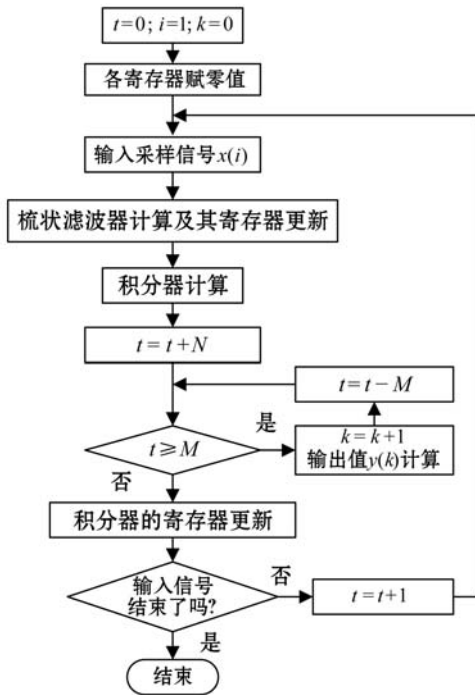 t=0; i=1; k=0
各寄存器赋零值
输入采样信号x(i)
梳状滤波器计算及其寄存器更新
积分器计算
t=t+N
t=t-M
t≥M
是
k=k+1
输出值y(k)计算
否
积分器的寄存器更新
输入信号
结束了吗?
否
t=t+1
是
结束